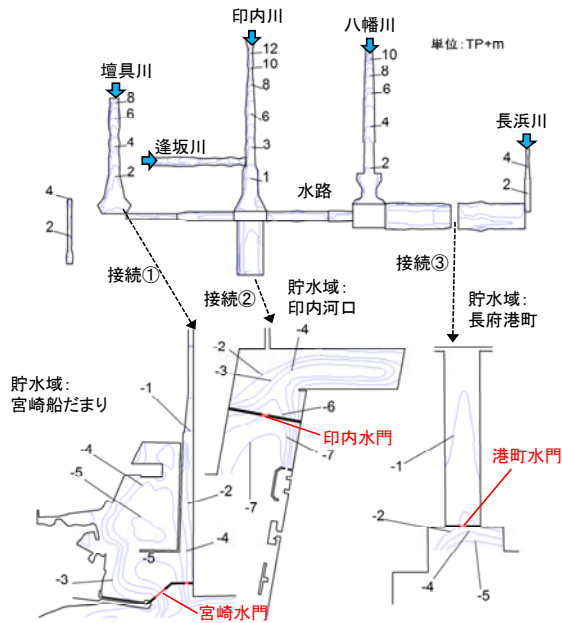 印内川
八幡川
単位：TP+m
壇具川
長浜川
12
10
8
6
3
1
10
8
6
4
2
8
6
4
2
逢坂川
4
2
水路
4
2
接続①
接続②
接続③
貯水域：
印内河口
貯水域：
長府港町
貯水域：
宮崎船だまり
-1
-4
-5
-2
-4
-5
-3
宮崎水門
-2
-3
-4
-6
-7
-7
印内水門
-1
港町水門
-2
-4
-5